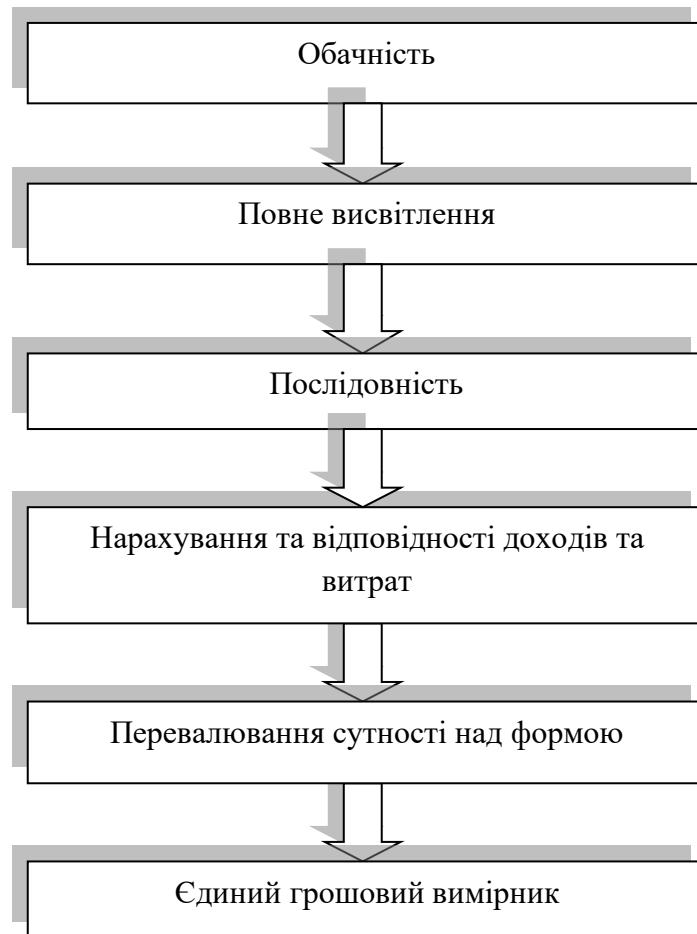 Обачність
Повне висвітлення
Послідовність
Нарахування та відповідності доходів та
витрат
Перевалювання сутності над формою
Єдиний грошовий вимірник